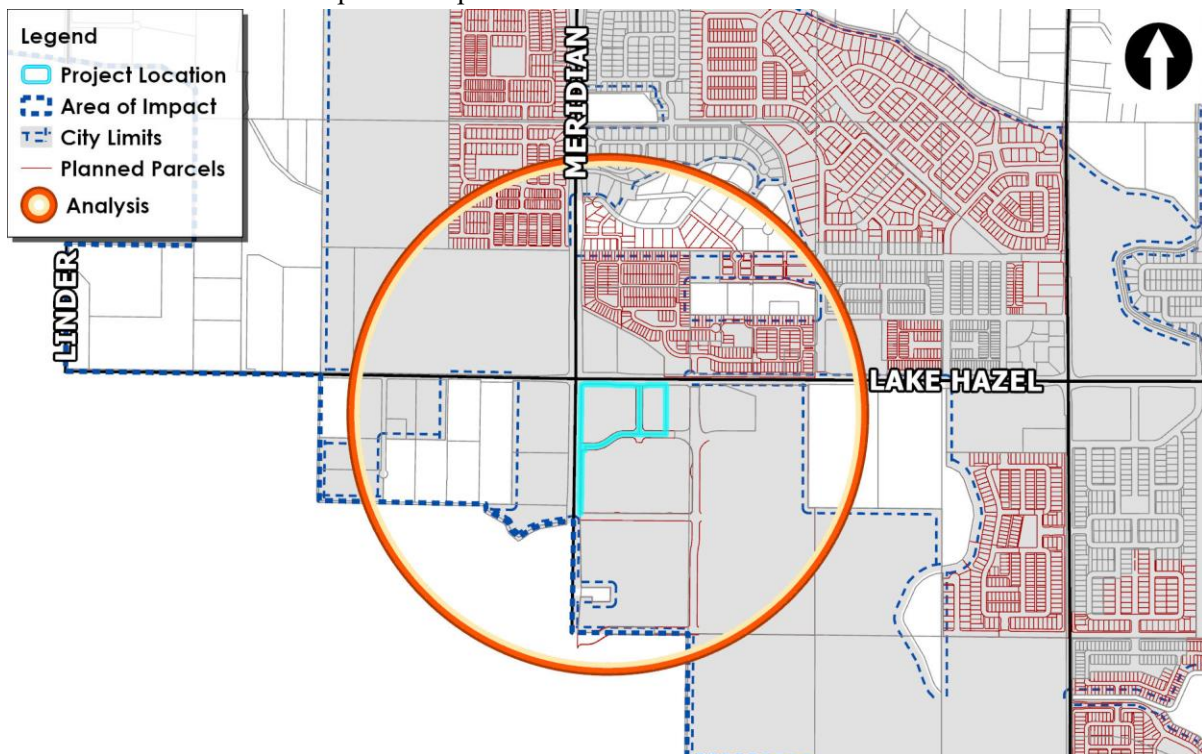 Legend
Project Location
Area of Impact
City Limits
Planned Parcels
Analysis
MERIDIAN
LINDER
LAKE HAZEL